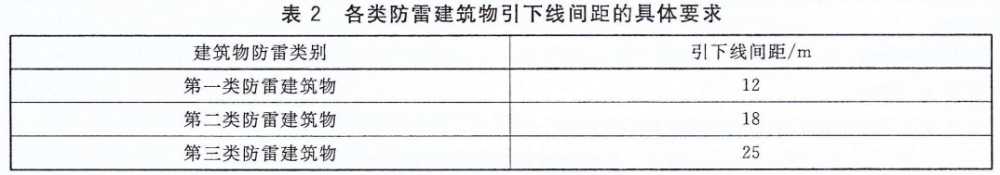 表 2 各类防雷建筑物引下线间距的具体要求
建筑物防雷类别 引下线间距/m
第一类防雷建筑物 12
第二类防雷建筑物 18
第三类防雷建筑物 25